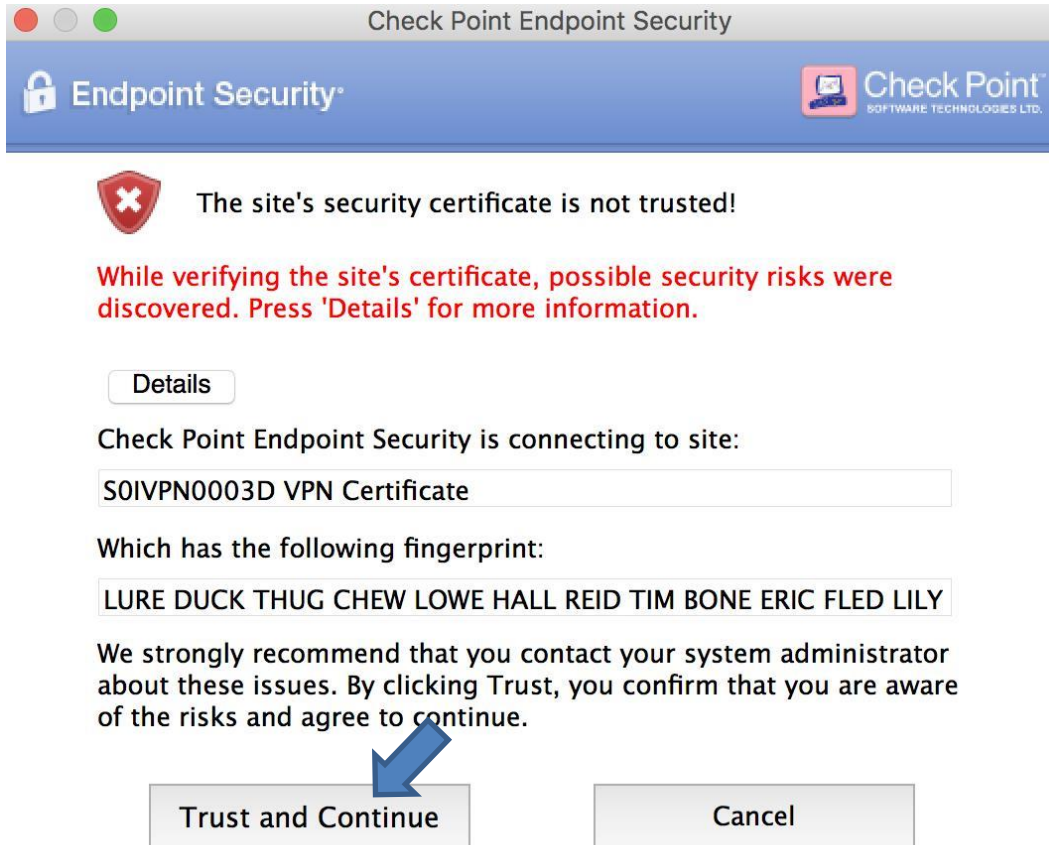 Check Point Endpoint Security
Endpoint Security
Check Point™
SOFTWARE TECHNOLOGIES LTD.
The site's security certificate is not trusted!
While verifying the site's certificate, possible security risks were
discovered. Press 'Details' for more information.
Details
Check Point Endpoint Security is connecting to site:
S0IVPN0003D VPN Certificate
Which has the following fingerprint:
LURE DUCK THUG CHEW LOWE HALL REID TIM BONE ERIC FLED LILY
We strongly recommend that you contact your system administrator
about these issues. By clicking Trust, you confirm that you are aware
of the risks and agree to continue.
Trust and Continue
Cancel